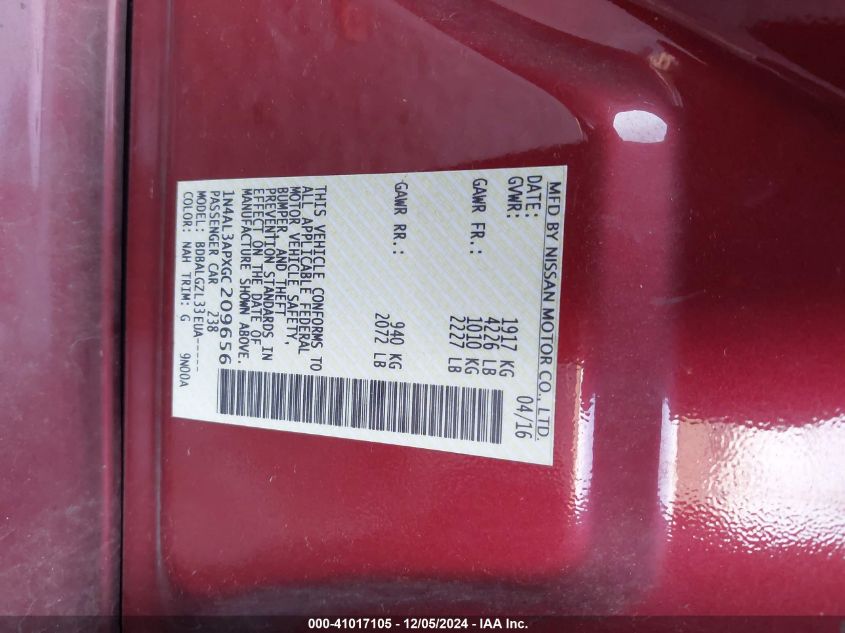 MFD BY NISSAN MOTOR CO., LTD.
DATE: 04/16
GVWR: 1917 KG
4226 LB
GAWR FR.: 1010 KG
2227 LB
GAWR RR.: 940 KG
2072 LB
THIS VEHICLE CONFORMS TO
ALL APPLICABLE FEDERAL
MOTOR VEHICLE SAFETY,
BUMPER, AND THEFT
PREVENTION STANDARDS IN
EFFECT ON THE DATE OF
MANUFACTURE SHOWN ABOVE.
1N4AL3APXGC209656
PASSENGER CAR 238
MODEL: BDBALGZL33EUA-----
COLOR: NAH TRIM: G 9N00A
000-41017105 - 12/05/2024 - IAA Inc.